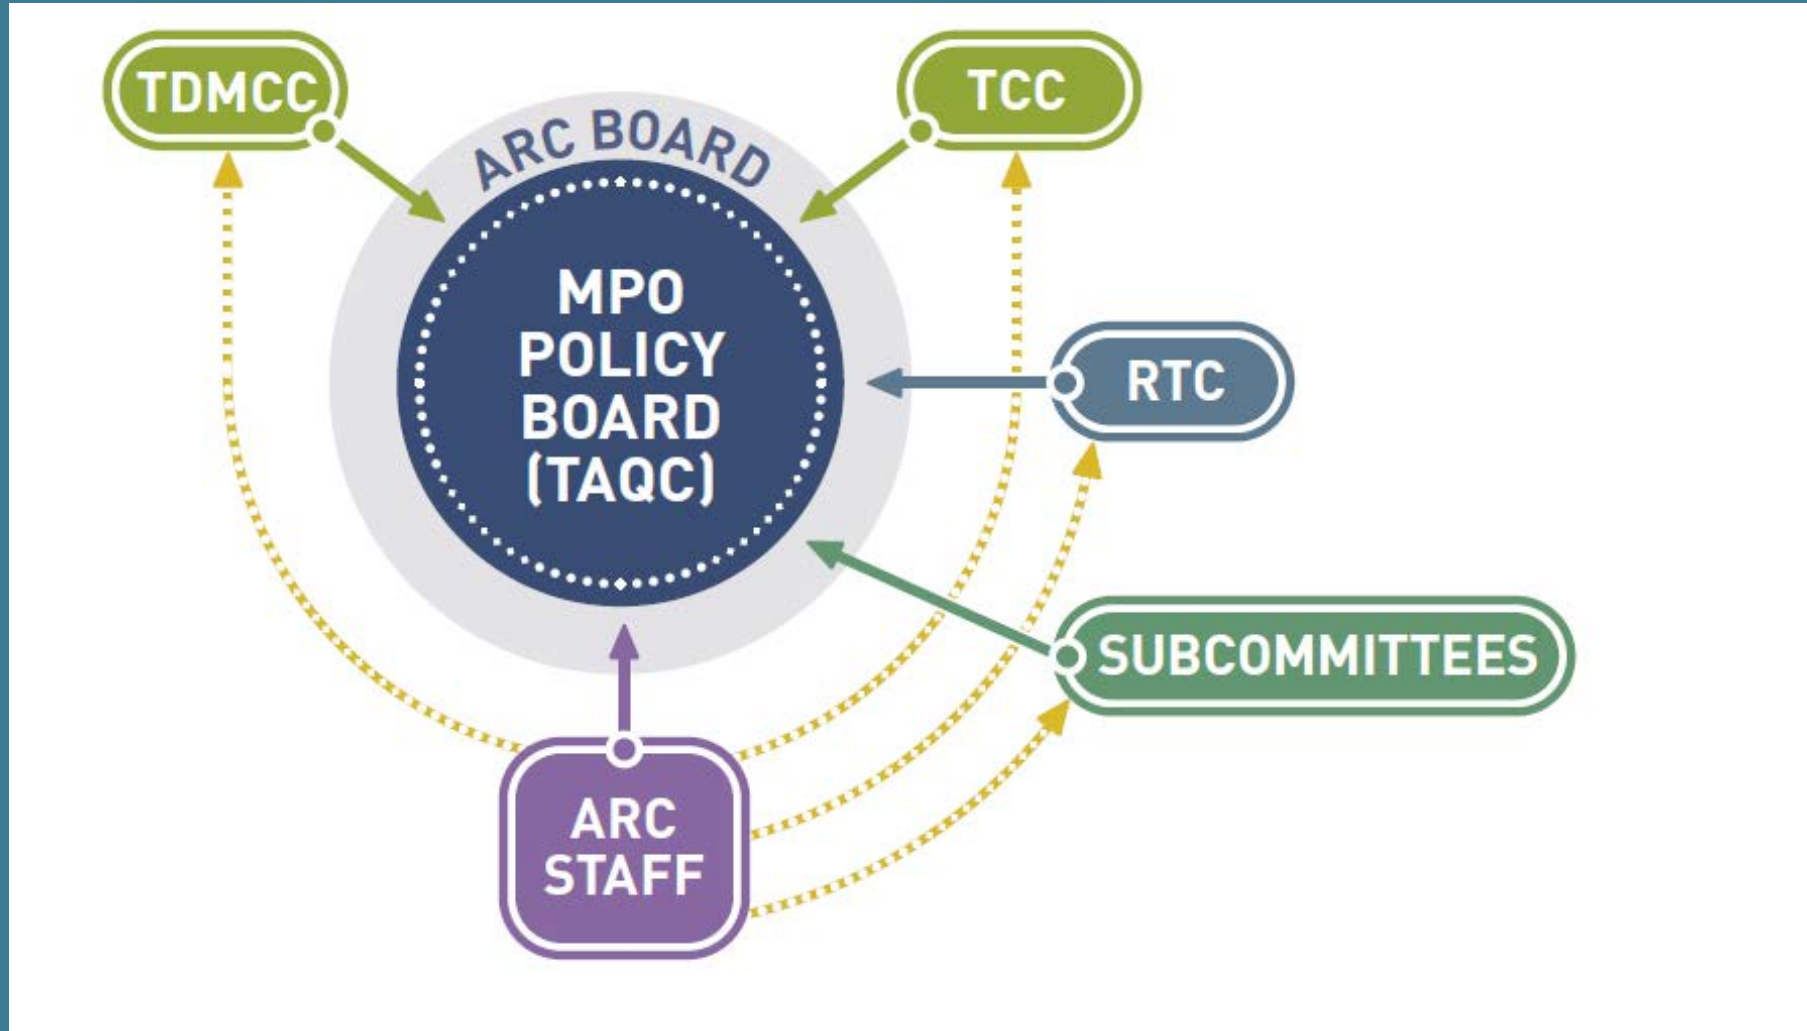 TDMCC
TCC
ARC BOARD
MPO
POLICY
BOARD
(TAQC)
RTC
SUBCOMMITTEES
ARC
STAFF